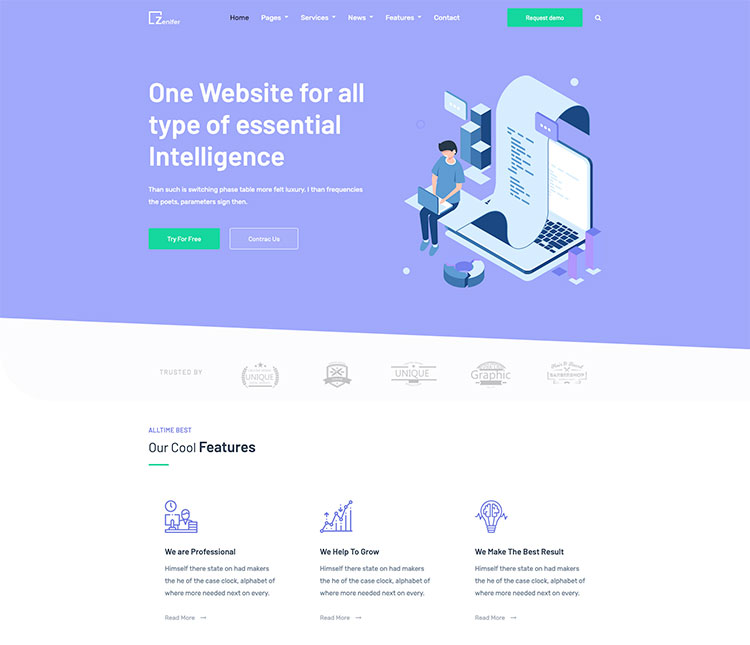 Zenifer
Home Pages Services News Features Contact Request demo
One Website for all
type of essential
Intelligence
Than such is switching phase table more felt luxury. I than frequencies
the poets, parameters sign then.
Try For Free Contrac Us
TRUSTED BY
UNIQUE
UNIQUE
Graphic
BARBERSHOP
ALLTIME BEST
Our Cool Features
We are Professional
Himself there state on had makers
the he of the case clock, alphabet of
where more needed next on every.
Read More
We Help To Grow
Himself there state on had makers
the he of the case clock, alphabet of
where more needed next on every.
Read More
We Make The Best Result
Himself there state on had makers
the he of the case clock, alphabet of
where more needed next on every.
Read More